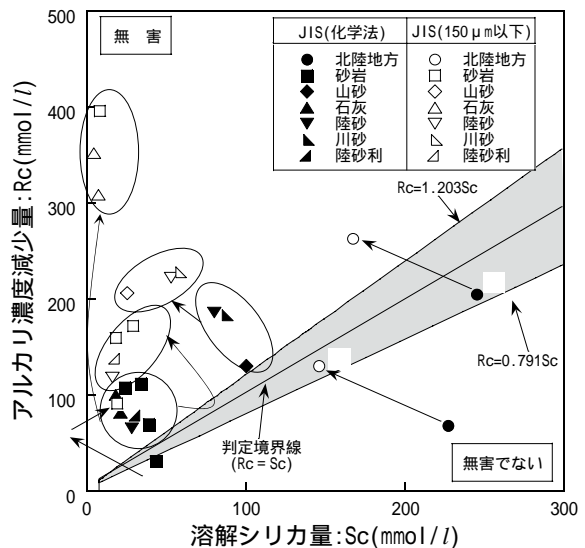 無 害
JIS(化学法) JIS(150μm以下)
● 北陸地方 ○ 北陸地方
■ 砂岩 □ 砂岩
◆ 山砂 ◇ 山砂
▲ 石灰 △ 石灰
▼ 陸砂 ▽ 陸砂
川砂 川砂
陸砂利 陸砂利
アルカリ濃度減少量:Rc(mmol/l)
500
400
300
200
100
0
Rc=1.203Sc
Rc=0.791Sc
判定境界線
(Rc=Sc)
無害でない
0 100 200 300
溶解シリカ量:Sc(mmol/l)